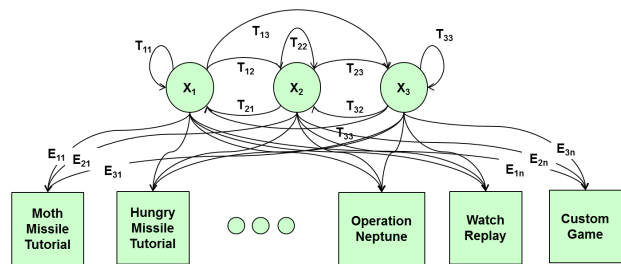 T13
T11
T22
T33
T12
T23
X1
X2
X3
T21
T32
T33
E11
E21
E31
E1n
E2n
E3n
Moth
Missile
Tutorial
Hungry
Missile
Tutorial
Operation
Neptune
Watch
Replay
Custom
Game